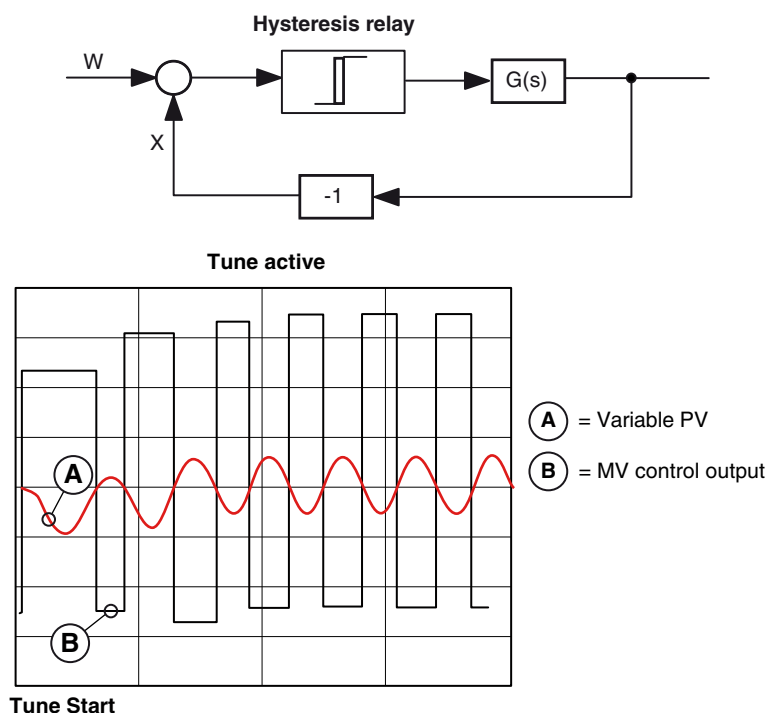 Hysteresis relay
W
G(s)
X
-1
Tune active
A
B
A = Variable PV
B = MV control output
Tune Start